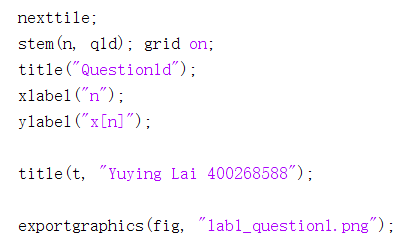 nexttile;
stem(n, q1d); grid on;
title("Question1d");
xlabel("n");
ylabel("x[n]");
title(t, "Yuying Lai 400268588");
exportgraphics(fig, "lab1_question1.png");